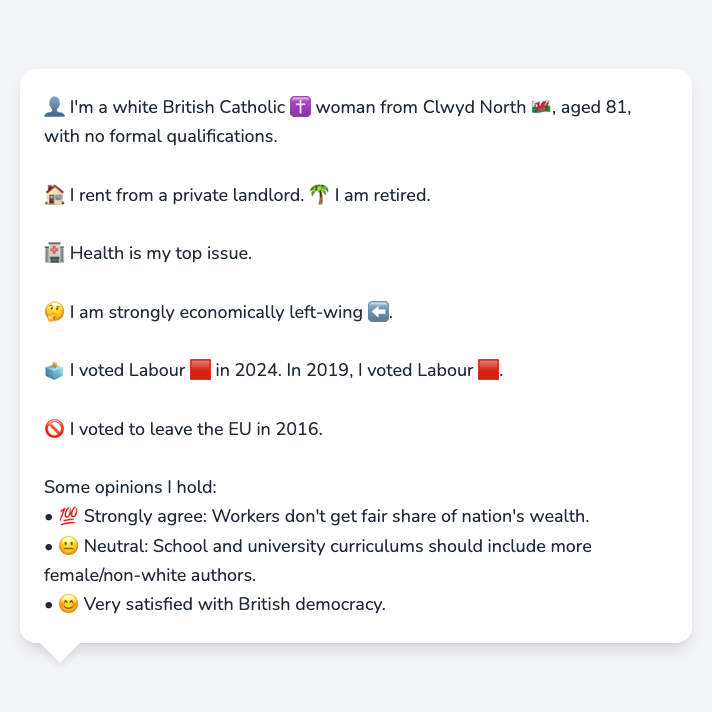 👤 I'm a white British Catholic ✝️ woman from Clwyd North 🏴󠁧󠁢󠁷󠁬󠁳󠁿, aged 81,
with no formal qualifications.
🏠 I rent from a private landlord. 🌴 I am retired.
🏥 Health is my top issue.
🤔 I am strongly economically left-wing ⬅️.
🗳️ I voted Labour 🟥 in 2024. In 2019, I voted Labour 🟥.
🚫 I voted to leave the EU in 2016.
Some opinions I hold:
• 💯 Strongly agree: Workers don't get fair share of nation's wealth.
• 😐 Neutral: School and university curriculums should include more
female/non-white authors.
• 😊 Very satisfied with British democracy.